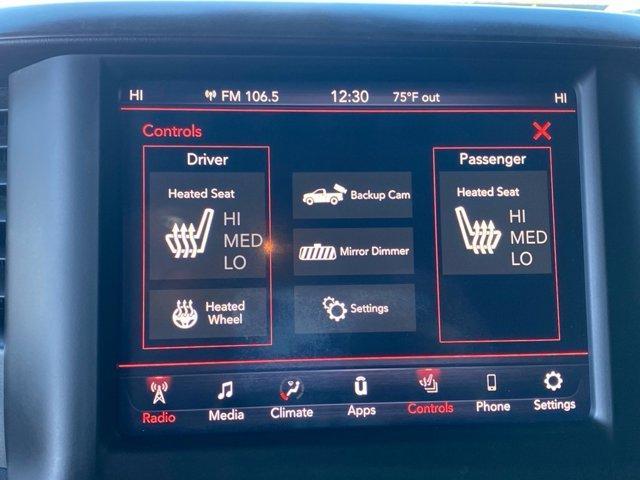 HI FM 106.5 12:30 75°F out HI
Controls
Driver
Heated Seat
HI
MED
LO
Heated
Wheel
Backup Cam
Mirror Dimmer
Settings
Passenger
Heated Seat
HI
MED
LO
Radio Media Climate Apps Controls Phone Settings